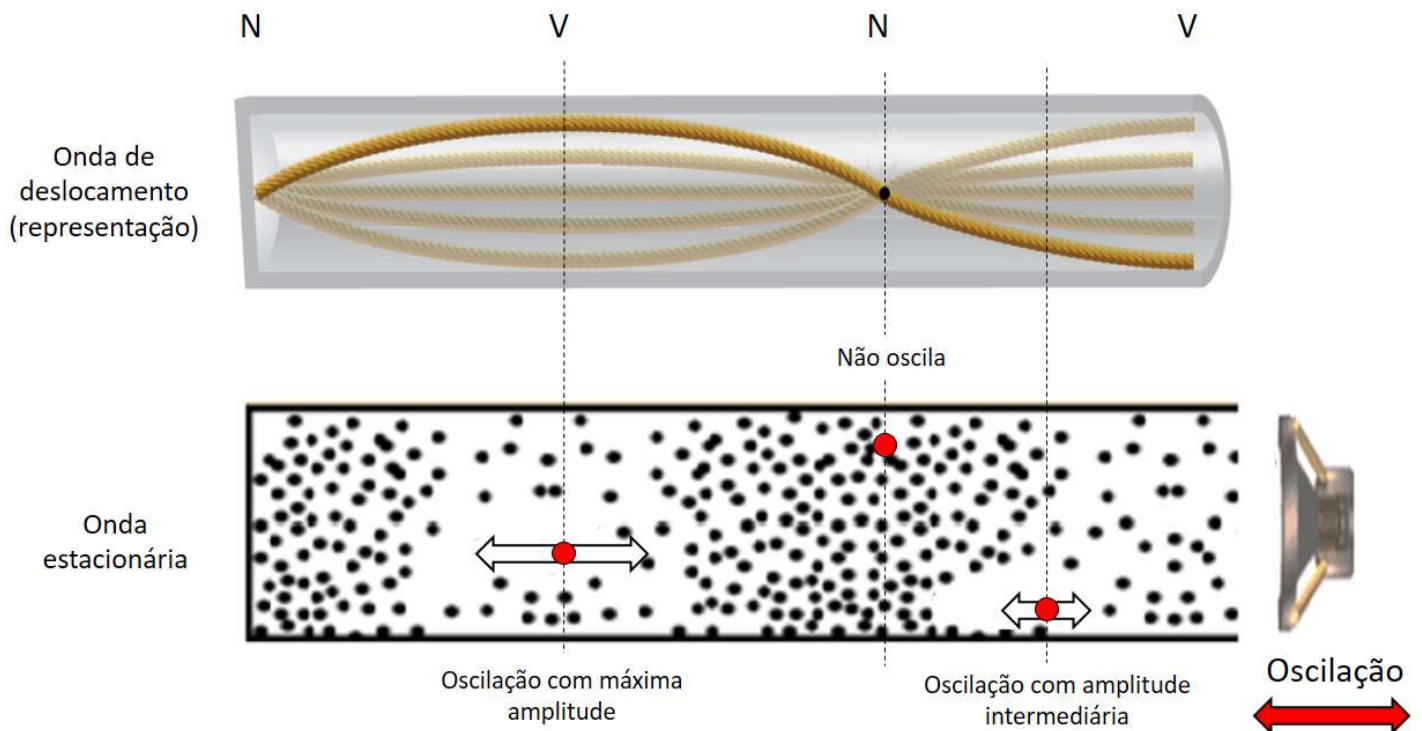 N V N V
Onda de
deslocamento
(representação)
Não oscila
Onda
estacionária
Oscilação com máxima
amplitude
Oscilação com amplitude
intermediária
Oscilação